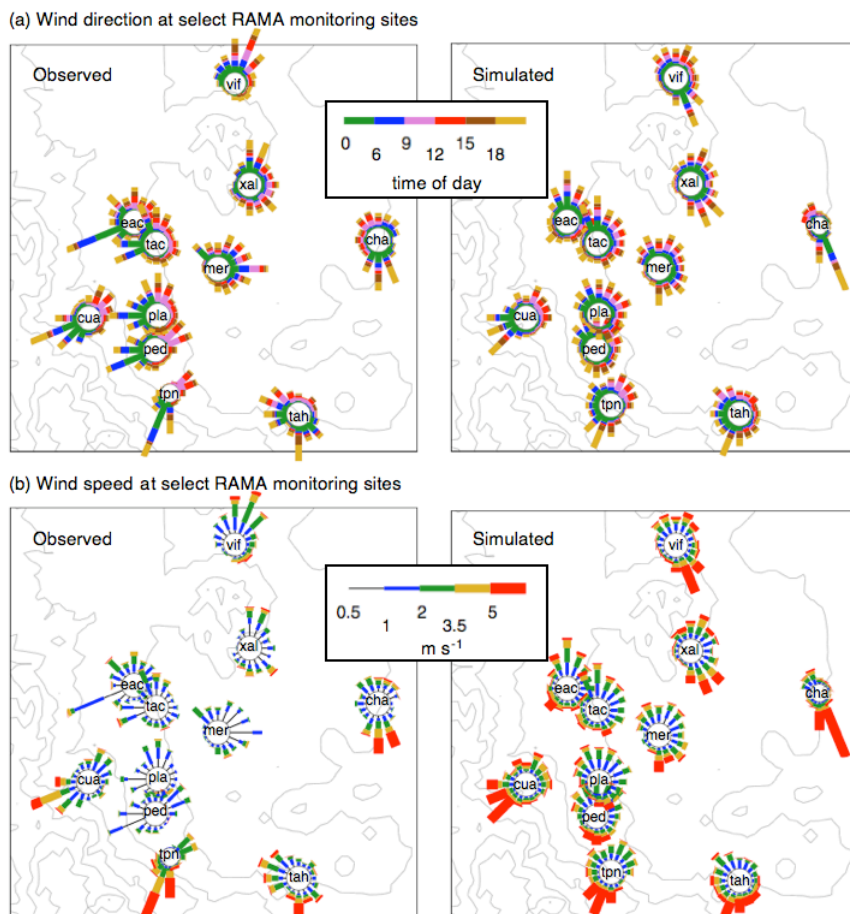 (a) Wind direction at select RAMA monitoring sites
Observed
vif
xal
eac
tac
cha
mer
cua
pla
ped
tpn
tah
0 6 9 12 15 18
time of day
Simulated
vif
xal
cha
eac
tac
mer
cua
pla
ped
tpn
tah
(b) Wind speed at select RAMA monitoring sites
Observed
vif
xal
eac
tac
cha
mer
cua
pla
ped
tpn
tah
0.5 1 2 3.5 5
m s⁻¹
Simulated
vif
xal
eac
cha
tac
mer
cua
pla
ped
tpn
tah